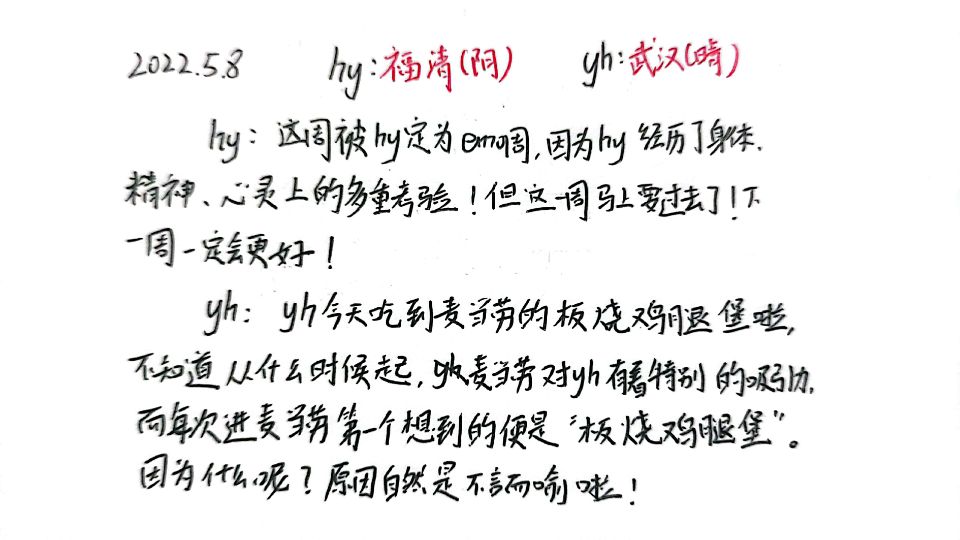 2022.5.8 hy:福清(阴) yh:武汉(晴)
hy: 这周被hy定为emo周,因为hy 经历了身体、
精神、心灵上的多重考验!但这一周马上要过去了!下
一周一定会更好!
yh: yh今天吃到麦当劳的板烧鸡腿堡啦,
不知道从什么时候起,麦当劳对yh有着特别的吸引力,
而每次进麦当劳第一个想到的便是“板烧鸡腿堡”。
因为什么呢?原因自然是不言而喻啦!